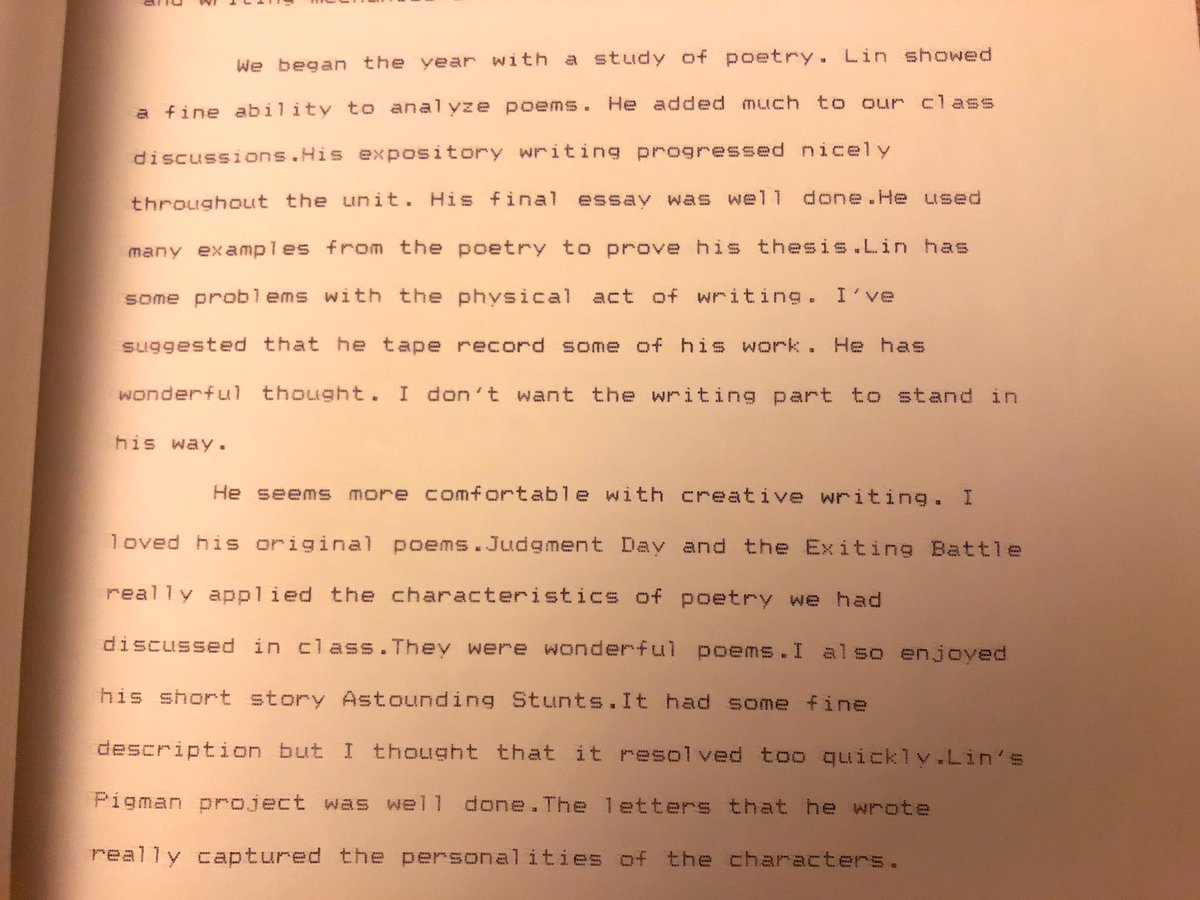 and writing
We began the year with a study of poetry. Lin showed
a fine ability to analyze poems. He added much to our class
discussions.His expository writing progressed nicely
throughout the unit. His final essay was well done.He used
many examples from the poetry to prove his thesis.Lin has
some problems with the physical act of writing. I've
suggested that he tape record some of his work. He has
wonderful thought. I don't want the writing part to stand in
his way.
He seems more comfortable with creative writing. I
loved his original poems.Judgment Day and the Exiting Battle
really applied the characteristics of poetry we had
discussed in class.They were wonderful poems.I also enjoyed
his short story Astounding Stunts.It had some fine
description but I thought that it resolved too quickly.Lin's
Pigman project was well done.The letters that he wrote
really captured the personalities of the characters.